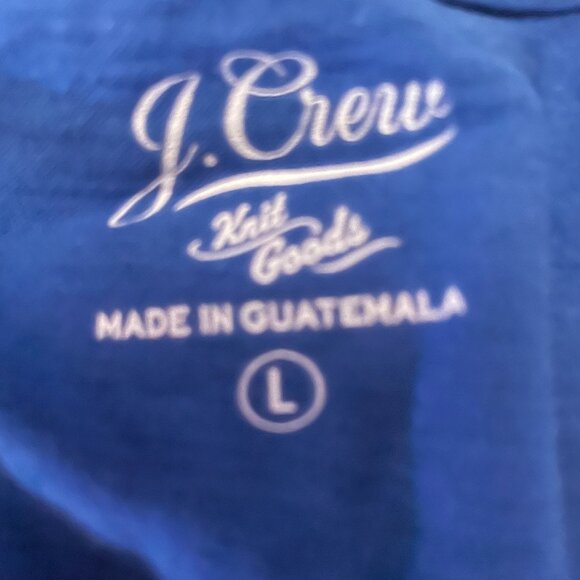 J. Crew
Knit
Goods
MADE IN GUATEMALA
L